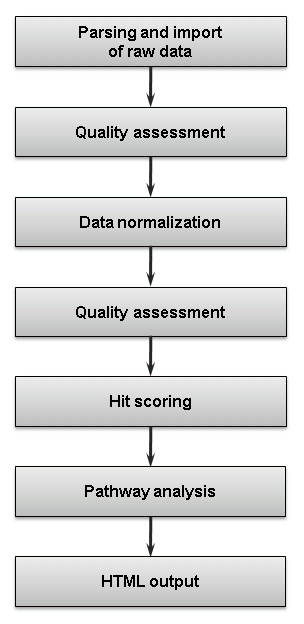 Parsing and import
of raw data
Quality assessment
Data normalization
Quality assessment
Hit scoring
Pathway analysis
HTML output